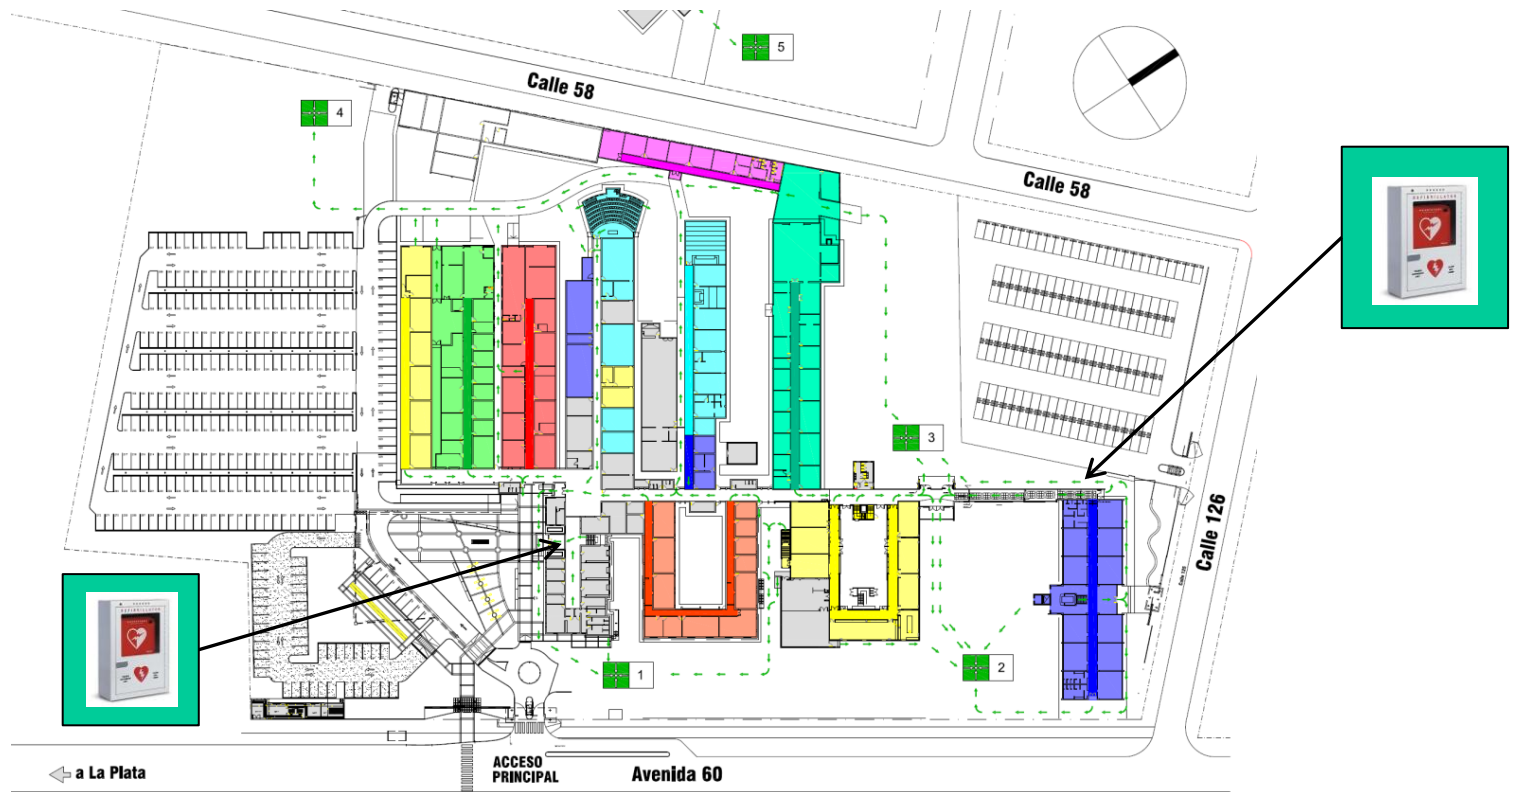 5
Calle 58
4
Calle 58
3
Calle 126
1
2
a La Plata
ACCESO
PRINCIPAL
Avenida 60